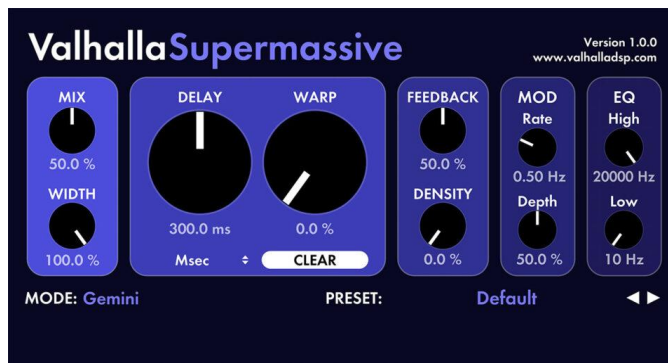 ValhallaSupermassive
Version 1.0.0
www.valhalladsp.com
MIX
50.0 %
WIDTH
100.0 %
DELAY
300.0 ms
Msec
WARP
0.0 %
CLEAR
FEEDBACK
50.0 %
DENSITY
0.0 %
MOD
Rate
0.50 Hz
Depth
50.0 %
EQ
High
20000 Hz
Low
10 Hz
MODE: Gemini
PRESET: Default